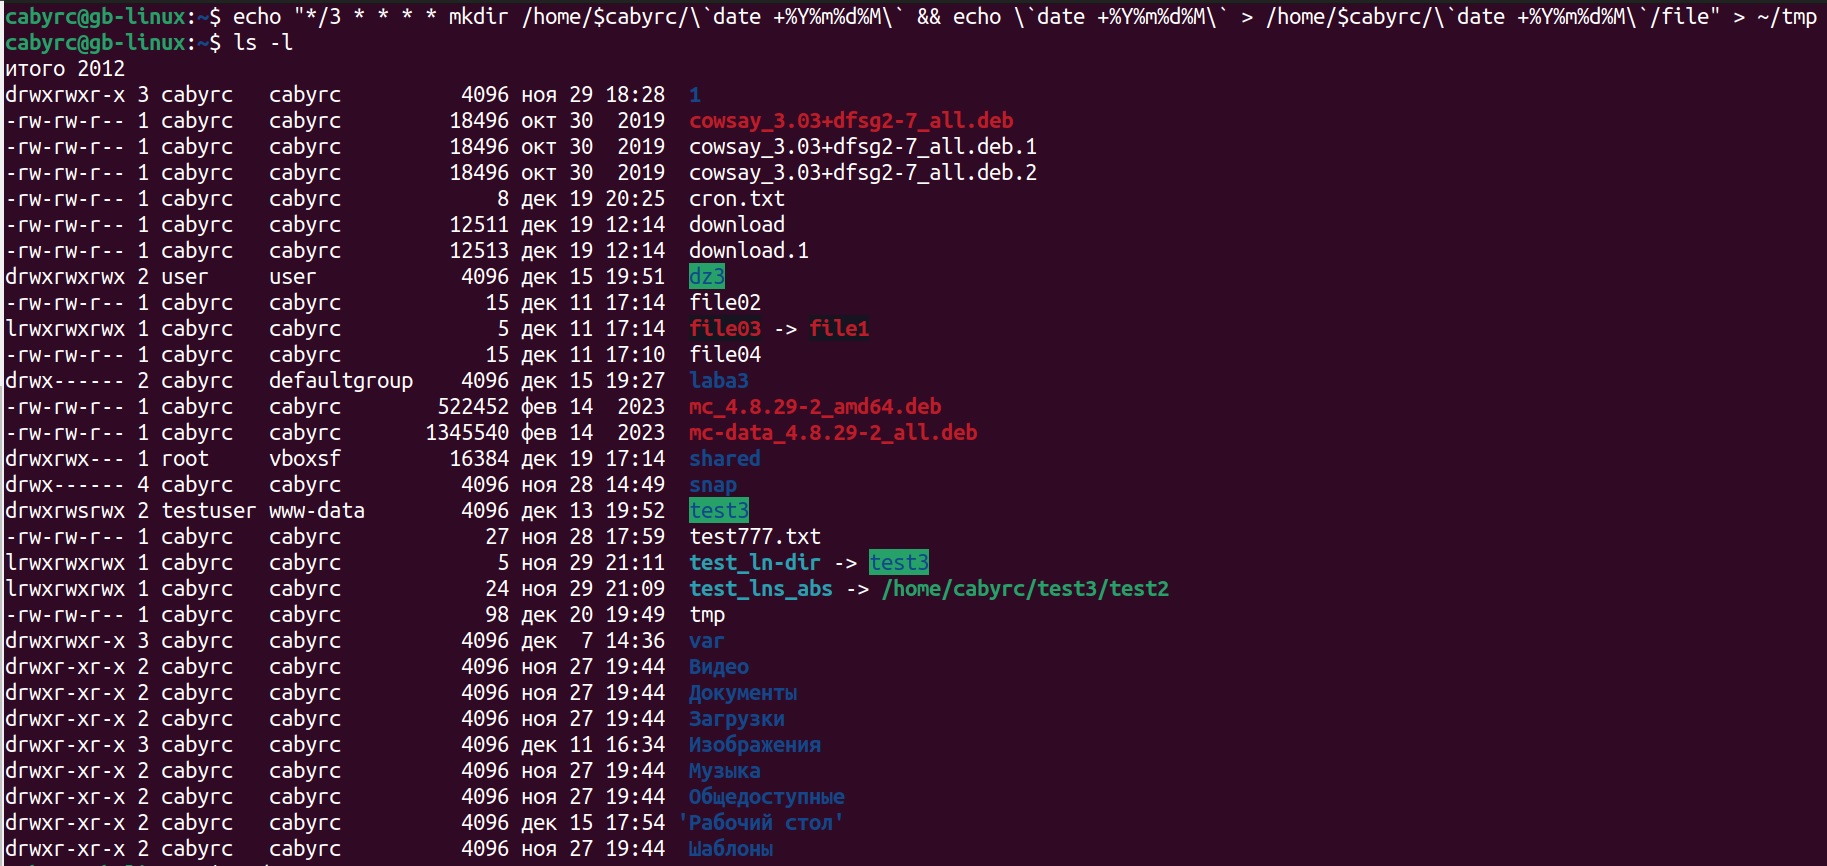 cabyrc@gb-linux:~$ echo "*/3 * * * * mkdir /home/$cabyrc/\`date +%Y%m%d%M\` && echo \`date +%Y%m%d%M\` > /home/$cabyrc/\`date +%Y%m%d%M\`/file" > ~/tmp
cabyrc@gb-linux:~$ ls -l
итого 2012
drwxrwxr-x 3 cabyrc   cabyrc          4096 ноя 29 18:28  1
-rw-rw-r-- 1 cabyrc   cabyrc         18496 окт 30  2019  cowsay_3.03+dfsg2-7_all.deb
-rw-rw-r-- 1 cabyrc   cabyrc         18496 окт 30  2019  cowsay_3.03+dfsg2-7_all.deb.1
-rw-rw-r-- 1 cabyrc   cabyrc         18496 окт 30  2019  cowsay_3.03+dfsg2-7_all.deb.2
-rw-rw-r-- 1 cabyrc   cabyrc             8 дек 19 20:25  cron.txt
-rw-rw-r-- 1 cabyrc   cabyrc         12511 дек 19 12:14  download
-rw-rw-r-- 1 cabyrc   cabyrc         12513 дек 19 12:14  download.1
drwxrwxrwx 2 user     user            4096 дек 15 19:51  dz3
-rw-rw-r-- 1 cabyrc   cabyrc            15 дек 11 17:14  file02
lrwxrwxrwx 1 cabyrc   cabyrc             5 дек 11 17:14  file03 -> file1
-rw-rw-r-- 1 cabyrc   cabyrc            15 дек 11 17:10  file04
drwx------ 2 cabyrc   defaultgroup    4096 дек 15 19:27  laba3
-rw-rw-r-- 1 cabyrc   cabyrc        522452 фев 14  2023  mc_4.8.29-2_amd64.deb
-rw-rw-r-- 1 cabyrc   cabyrc       1345540 фев 14  2023  mc-data_4.8.29-2_all.deb
drwxrwx--- 1 root     vboxsf         16384 дек 19 17:14  shared
drwx------ 4 cabyrc   cabyrc          4096 ноя 28 14:49  snap
drwxrwsrwx 2 testuser www-data        4096 дек 13 19:52  test3
-rw-rw-r-- 1 cabyrc   cabyrc            27 ноя 28 17:59  test777.txt
lrwxrwxrwx 1 cabyrc   cabyrc             5 ноя 29 21:11  test_ln-dir -> test3
lrwxrwxrwx 1 cabyrc   cabyrc            24 ноя 29 21:09  test_lns_abs -> /home/cabyrc/test3/test2
-rw-rw-r-- 1 cabyrc   cabyrc            98 дек 20 19:49  tmp
drwxrwxr-x 3 cabyrc   cabyrc          4096 дек  7 14:36  var
drwxr-xr-x 2 cabyrc   cabyrc          4096 ноя 27 19:44  Видео
drwxr-xr-x 2 cabyrc   cabyrc          4096 ноя 27 19:44  Документы
drwxr-xr-x 2 cabyrc   cabyrc          4096 ноя 27 19:44  Загрузки
drwxr-xr-x 3 cabyrc   cabyrc          4096 дек 11 16:34  Изображения
drwxr-xr-x 2 cabyrc   cabyrc          4096 ноя 27 19:44  Музыка
drwxr-xr-x 2 cabyrc   cabyrc          4096 ноя 27 19:44  Общедоступные
drwxr-xr-x 2 cabyrc   cabyrc          4096 дек 15 17:54 'Рабочий стол'
drwxr-xr-x 2 cabyrc   cabyrc          4096 ноя 27 19:44  Шаблоны